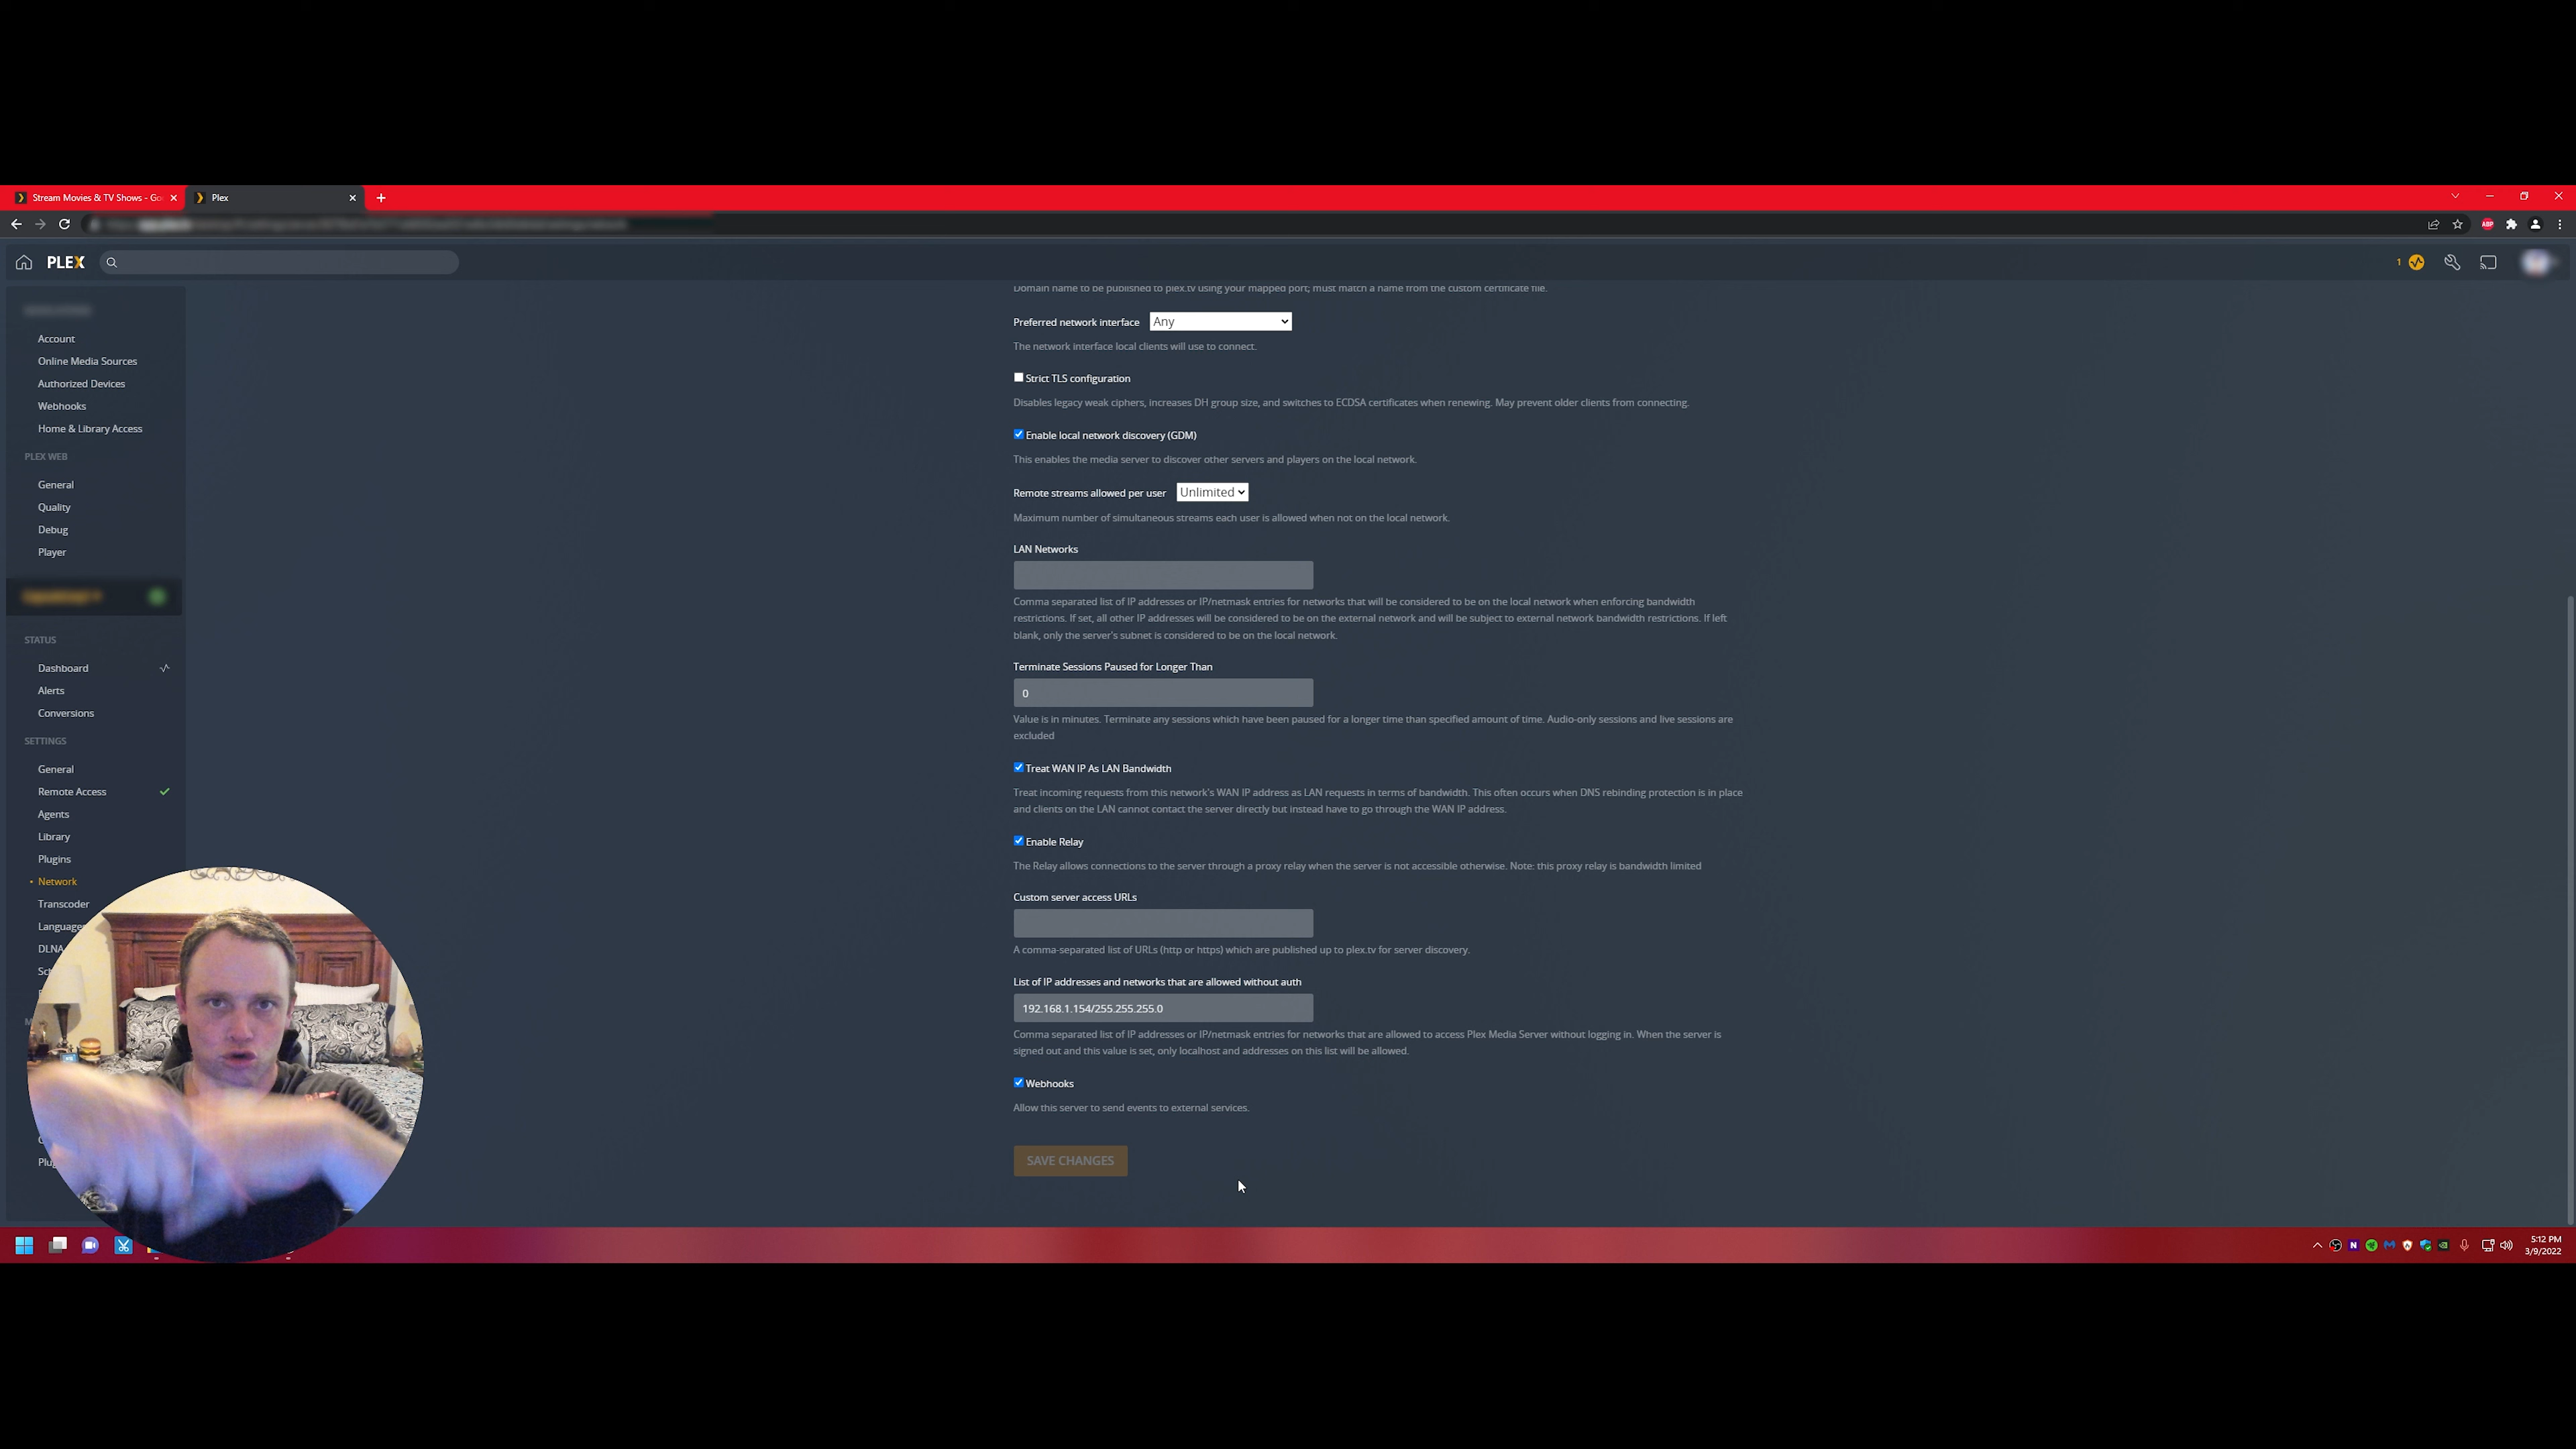 Stream Movies & TV Shows - Go
Plex
ABP
PLEX
1
Account
Online Media Sources
Authorized Devices
Webhooks
Home & Library Access
PLEX WEB
General
Quality
Debug
Player
STATUS
Dashboard
Alerts
Conversions
SETTINGS
General
Remote Access
Agents
Library
Plugins
Network
Transcoder
Language
DLNA
Domain name to be published to plex.tv using your mapped port; must match a name from the custom certificate file.
Preferred network interface Any
The network interface local clients will use to connect.
Strict TLS configuration
Disables legacy weak ciphers, increases DH group size, and switches to ECDSA certificates when renewing. May prevent older clients from connecting.
Enable local network discovery (GDM)
This enables the media server to discover other servers and players on the local network.
Remote streams allowed per user Unlimited
Maximum number of simultaneous streams each user is allowed when not on the local network.
LAN Networks
Comma separated list of IP addresses or IP/netmask entries for networks that will be considered to be on the local network when enforcing bandwidth
restrictions. If set, all other IP addresses will be considered to be on the external network and will be subject to external network bandwidth restrictions. If left
blank, only the server's subnet is considered to be on the local network.
Terminate Sessions Paused for Longer Than
0
Value is in minutes. Terminate any sessions which have been paused for a longer time than specified amount of time. Audio-only sessions and live sessions are
excluded
Treat WAN IP As LAN Bandwidth
Treat incoming requests from this network's WAN IP address as LAN requests in terms of bandwidth. This often occurs when DNS rebinding protection is in place
and clients on the LAN cannot contact the server directly but instead have to go through the WAN IP address.
Enable Relay
The Relay allows connections to the server through a proxy relay when the server is not accessible otherwise. Note: this proxy relay is bandwidth limited
Custom server access URLs
A comma-separated list of URLs (http or https) which are published up to plex.tv for server discovery.
List of IP addresses and networks that are allowed without auth
192.168.1.154/255.255.255.0
Comma separated list of IP addresses or IP/netmask entries for networks that are allowed to access Plex Media Server without logging in. When the server is
signed out and this value is set, only localhost and addresses on this list will be allowed.
Webhooks
Allow this server to send events to external services.
SAVE CHANGES
5:12 PM
3/9/2022